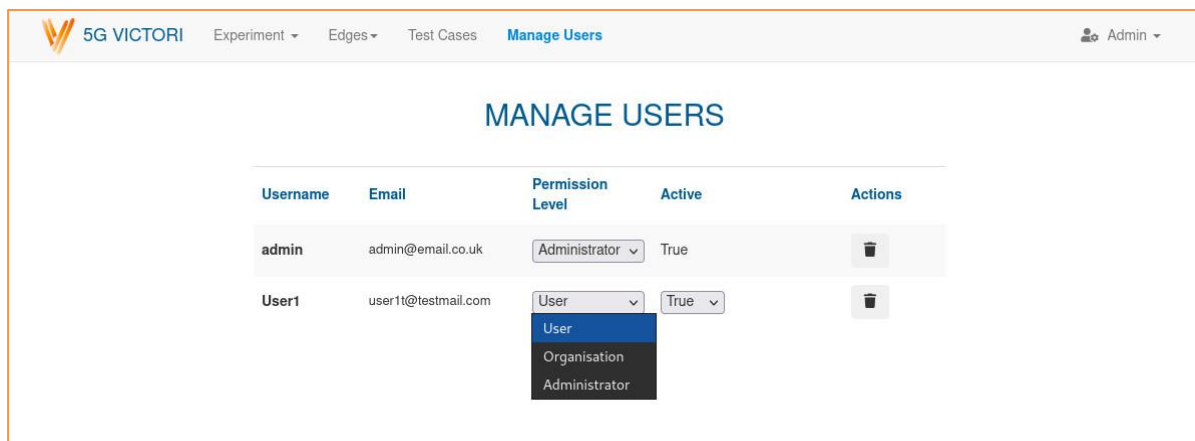 5G VICTORI Experiment Edges Test Cases Manage Users Admin
MANAGE USERS
Username Email Permission Level Active Actions
admin admin@email.co.uk Administrator True
User1 user1t@testmail.com User True
User
Organisation
Administrator